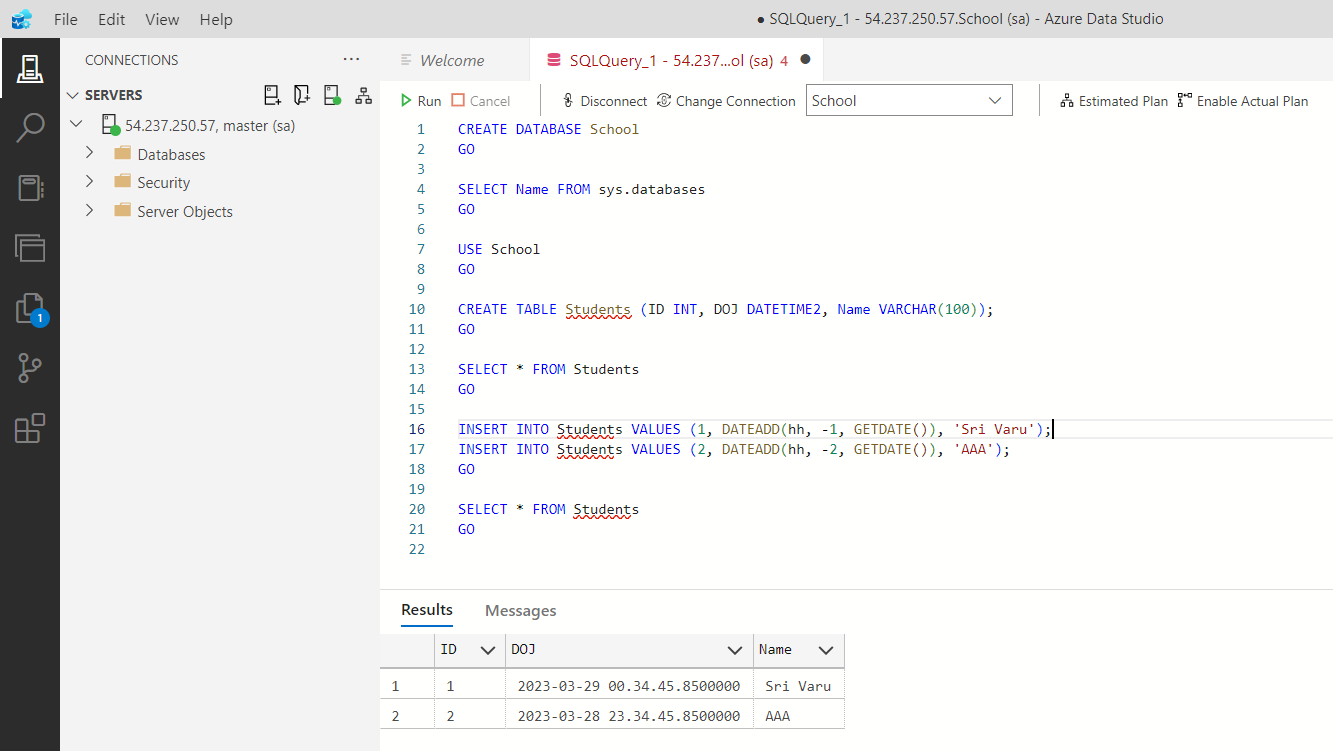 File Edit View Help
● SQLQuery_1 - 54.237.250.57.School (sa) - Azure Data Studio
CONNECTIONS ...
SERVERS
54.237.250.57, master (sa)
Databases
Security
Server Objects
1
Welcome
SQLQuery_1 - 54.237...ol (sa) 4 ●
Run Cancel Disconnect Change Connection School Estimated Plan Enable Actual Plan
1 CREATE DATABASE School
2 GO
3
4 SELECT Name FROM sys.databases
5 GO
6
7 USE School
8 GO
9
10 CREATE TABLE Students (ID INT, DOJ DATETIME2, Name VARCHAR(100));
11 GO
12
13 SELECT * FROM Students
14 GO
15
16 INSERT INTO Students VALUES (1, DATEADD(hh, -1, GETDATE()), 'Sri Varu');
17 INSERT INTO Students VALUES (2, DATEADD(hh, -2, GETDATE()), 'AAA');
18 GO
19
20 SELECT * FROM Students
21 GO
22
Results Messages
ID DOJ Name
1 1 2023-03-29 00.34.45.8500000 Sri Varu
2 2 2023-03-28 23.34.45.8500000 AAA